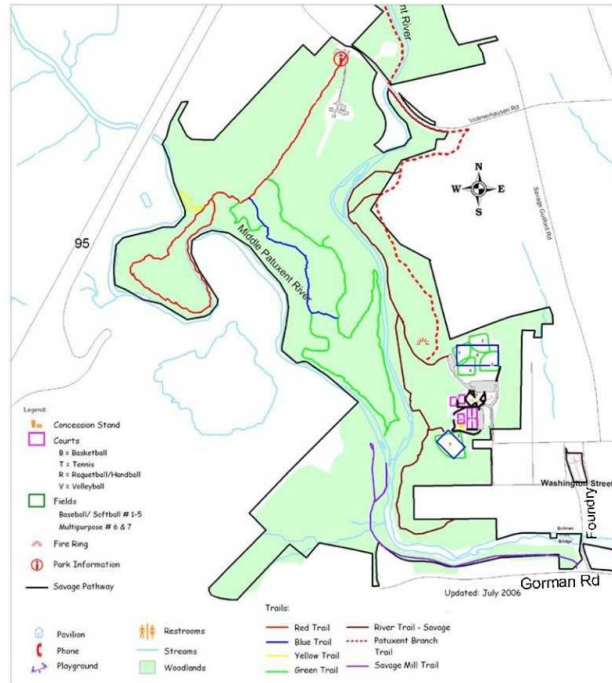 ent River
Vollmerhausen Rd
N
W E
S
Savage Guilford Rd
95
Middle Patuxent River
Legend:
Concession Stand
Courts
B = Basketball
T = Tennis
R = Raquetball/Handball
V = Volleyball
Fields
Baseball/ Softball # 1-5
Multipurpose # 6 & 7
Fire Ring
Park Information
Savage Pathway
Washington Street
Foundry
Bollman
Bridge
Gorman Rd
Updated: July 2006
Pavilion
Phone
Playground
Restrooms
Streams
Woodlands
Trails:
Red Trail
Blue Trail
Yellow Trail
Green Trail
River Trail - Savage
Patuxent Branch
Trail
Savage Mill Trail